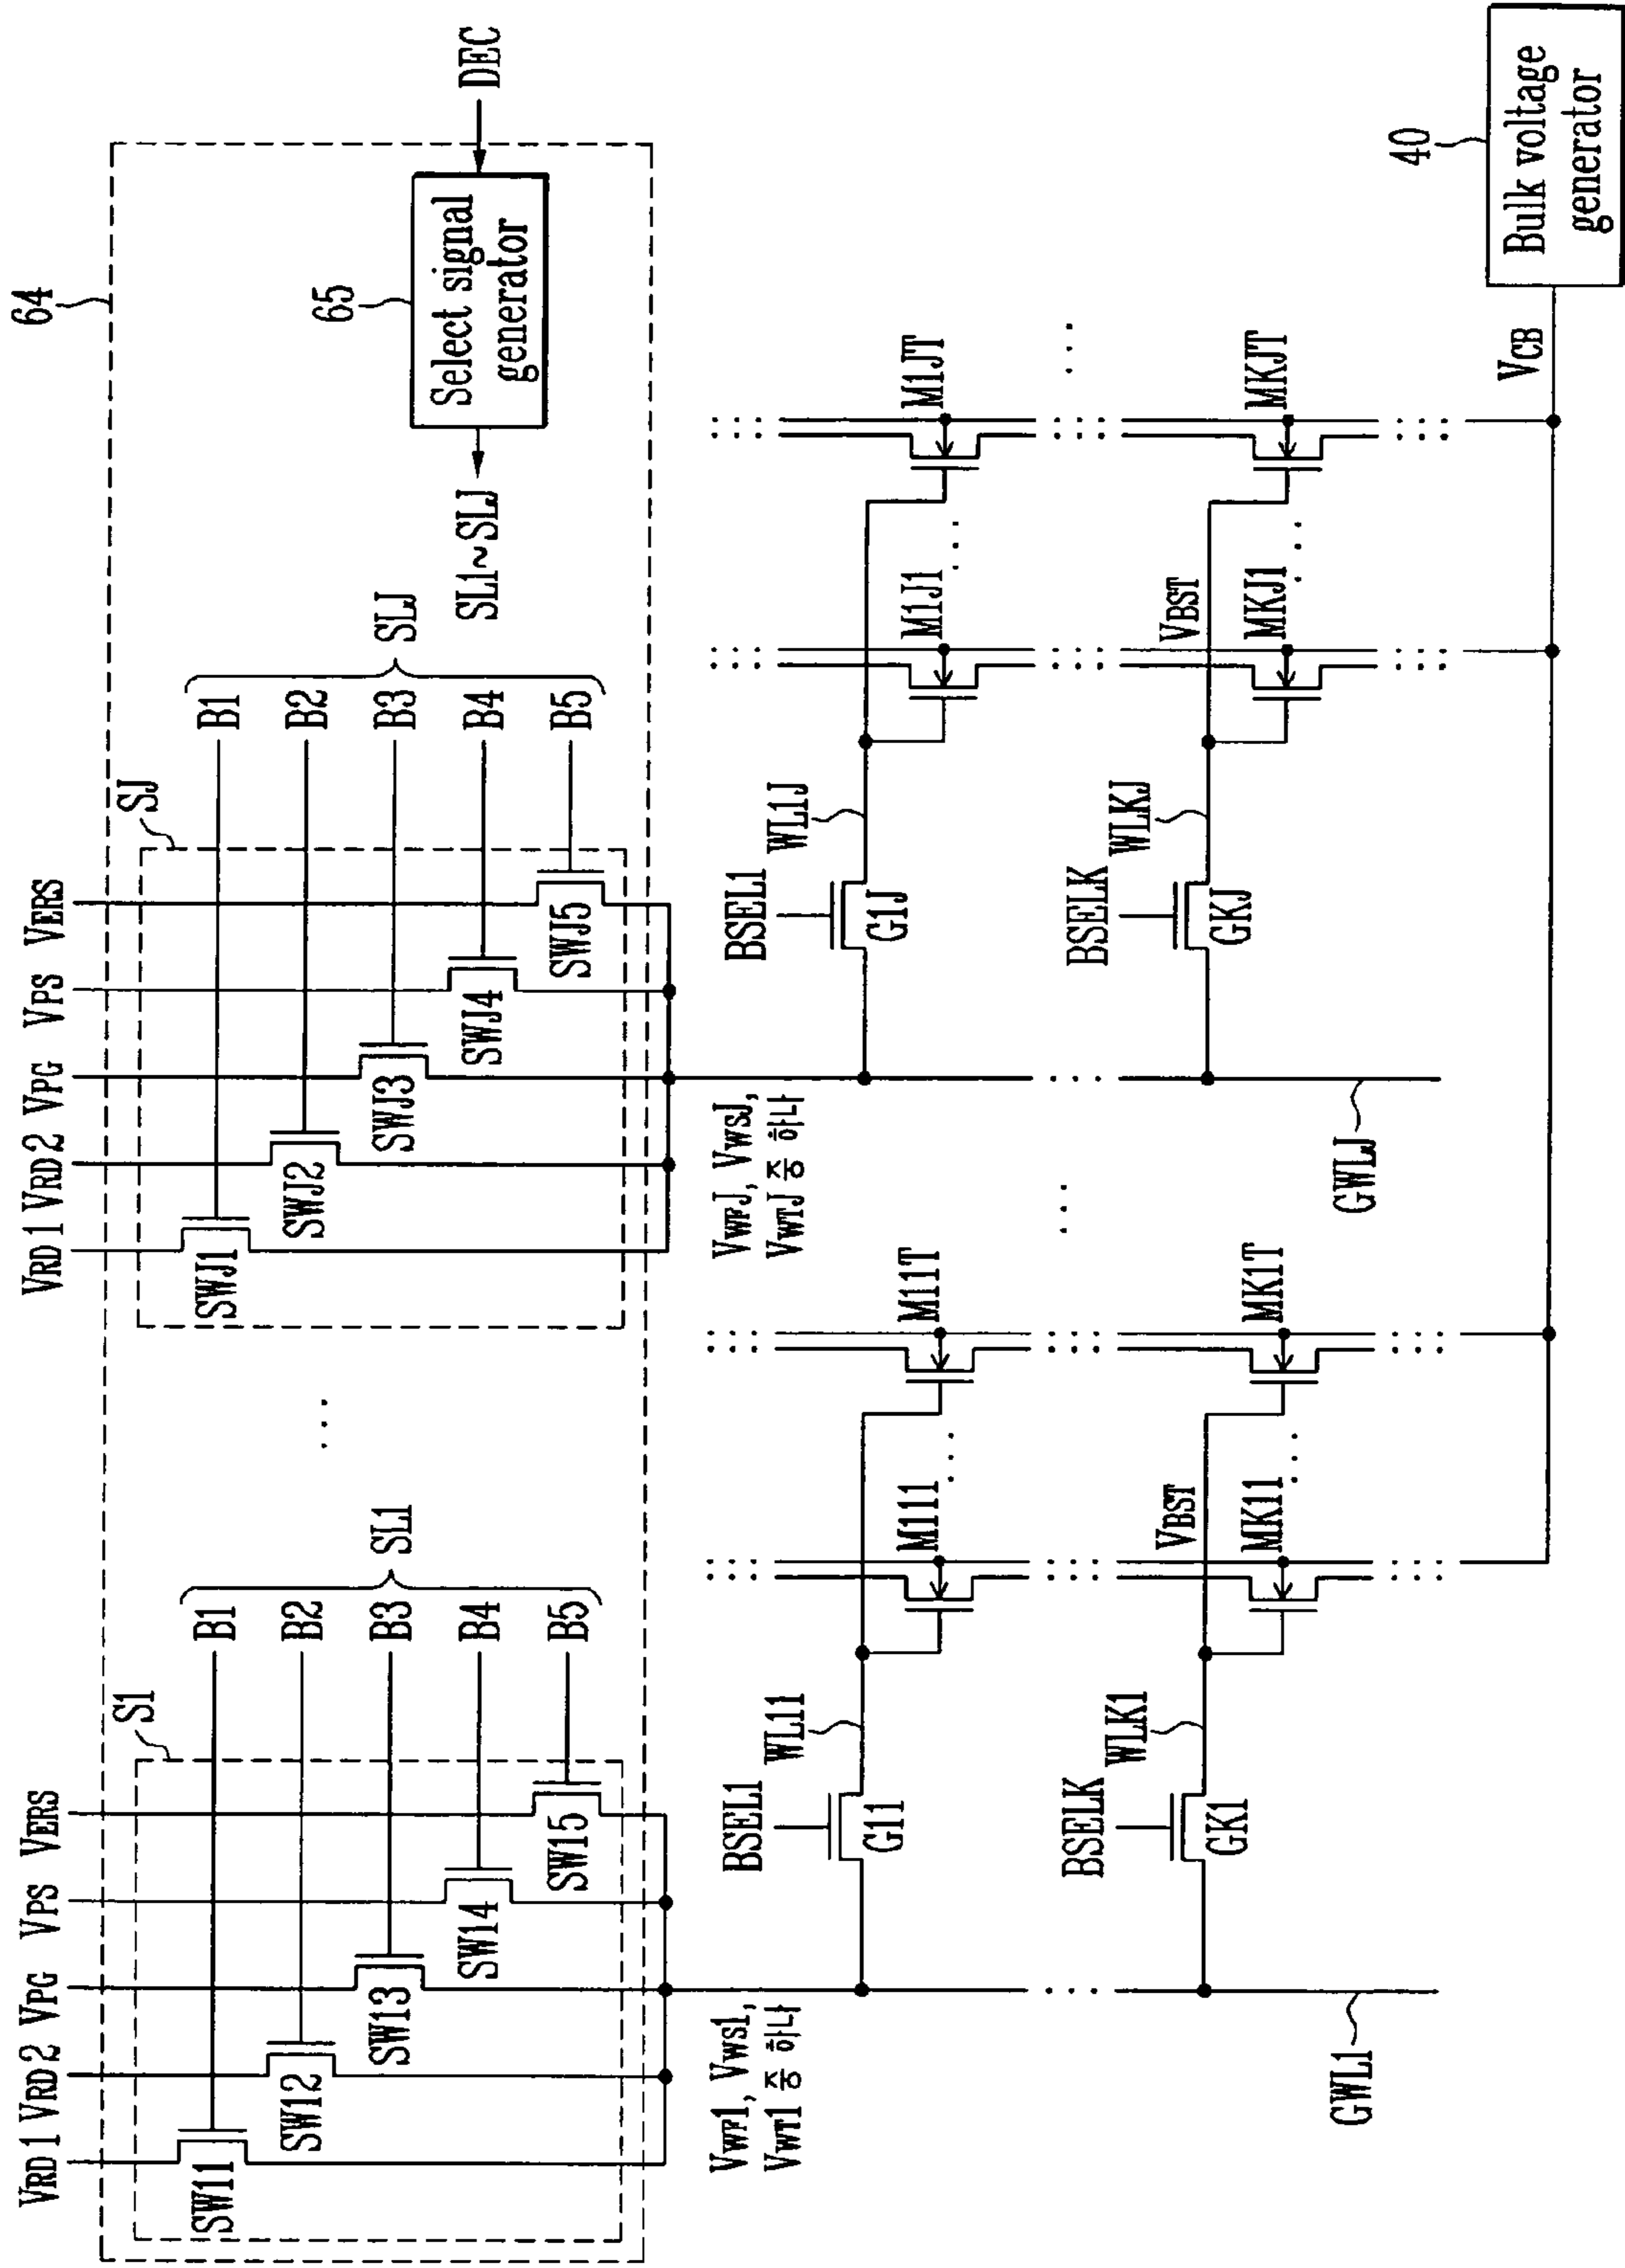 64
VRD1 VRD2 VPG VPS VERS
S1
SW11
SW12
SW13
SW14
SW15
B1
B2
B3
B4
B5
SL1
...
VRD1 VRD2 VPG VPS VERS
SJ
SWJ1
SWJ2
SWJ3
SWJ4
SWJ5
B1
B2
B3
B4
B5
SLJ
65
Select signal
generator
DEC
SL1~SLJ
VWF1, VWS1,
VWT1 중 하나
BSEL1
G11
WL11
M111
...
M11T
BSELK
GK1
WLK1
VBST
MK11
...
MK1T
GWL1
...
VWFJ, VWSJ,
VWTJ 중 하나
BSEL1
G1J
WL1J
M1J1
...
M1JT
BSELK
GKJ
WLKJ
VBST
MKJ1
...
MKJT
GWLJ
...
VCB
40
Bulk voltage
generator